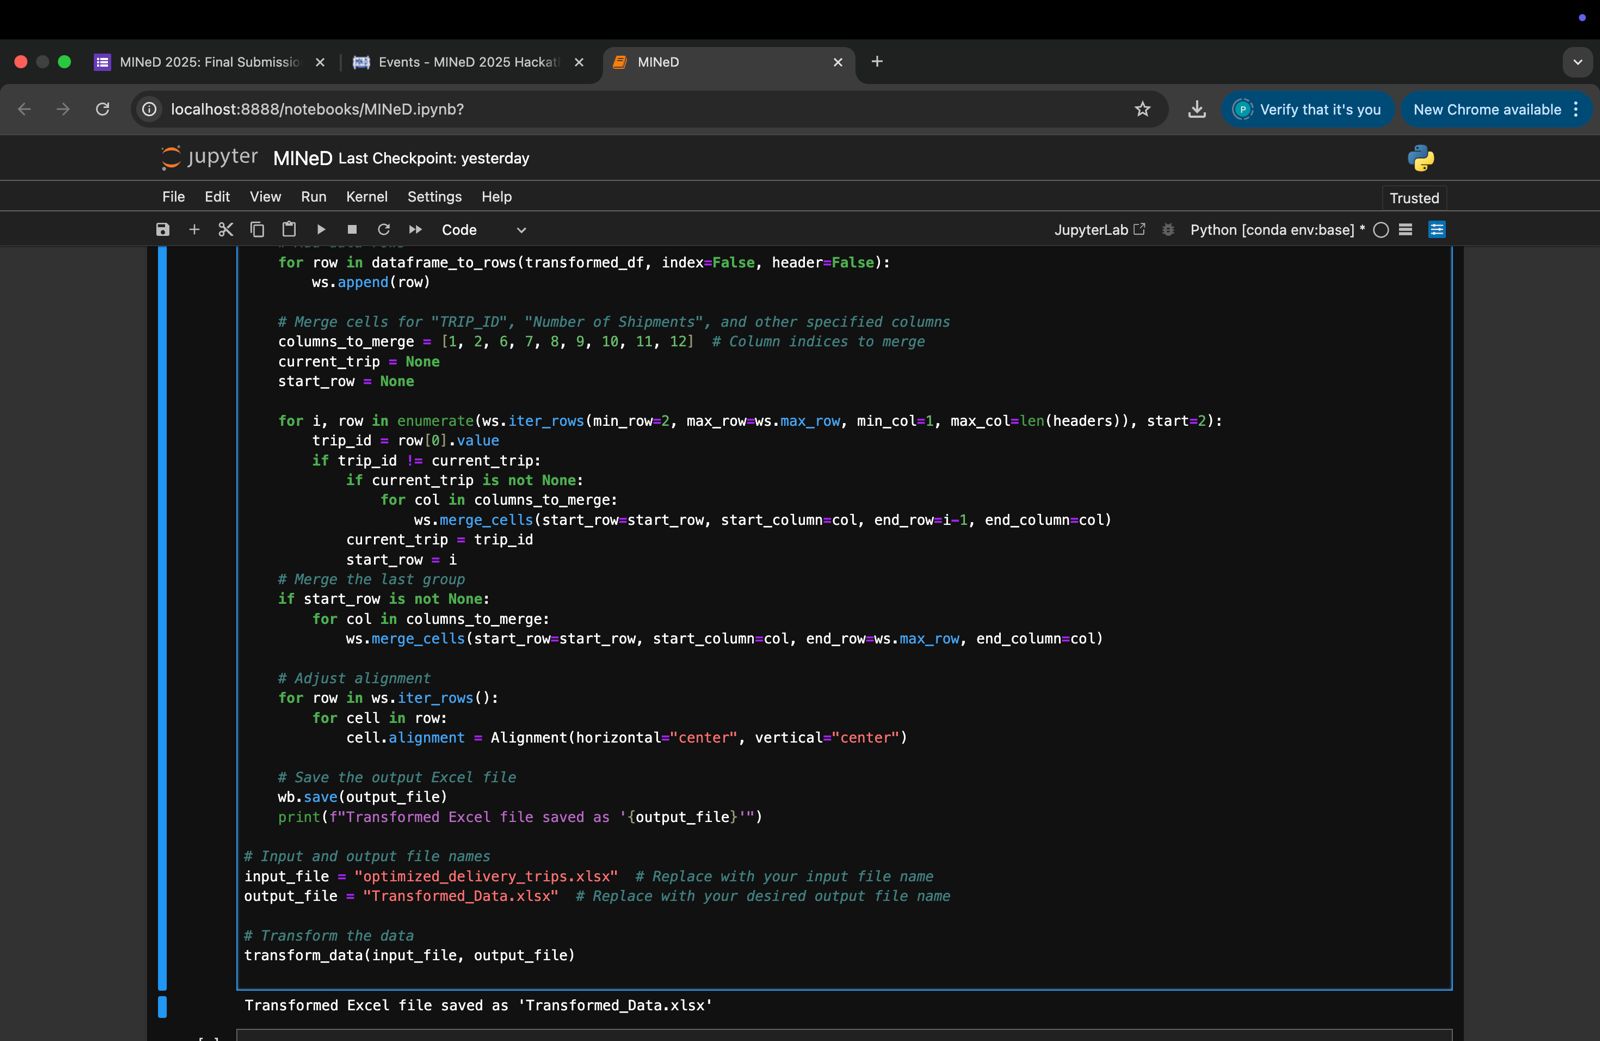 MINeD 2025: Final Submissio
Events - MINeD 2025 Hackath
MINeD
localhost:8888/notebooks/MINeD.ipynb?
Verify that it's you
New Chrome available
jupyter MINeD Last Checkpoint: yesterday
File Edit View Run Kernel Settings Help
Trusted
Code
JupyterLab
Python [conda env:base] *
    for row in dataframe_to_rows(transformed_df, index=False, header=False):
        ws.append(row)
    # Merge cells for "TRIP_ID", "Number of Shipments", and other specified columns
    columns_to_merge = [1, 2, 6, 7, 8, 9, 10, 11, 12]  # Column indices to merge
    current_trip = None
    start_row = None
    for i, row in enumerate(ws.iter_rows(min_row=2, max_row=ws.max_row, min_col=1, max_col=len(headers)), start=2):
        trip_id = row[0].value
        if trip_id != current_trip:
            if current_trip is not None:
                for col in columns_to_merge:
                    ws.merge_cells(start_row=start_row, start_column=col, end_row=i-1, end_column=col)
            current_trip = trip_id
            start_row = i
    # Merge the last group
    if start_row is not None:
        for col in columns_to_merge:
            ws.merge_cells(start_row=start_row, start_column=col, end_row=ws.max_row, end_column=col)
    # Adjust alignment
    for row in ws.iter_rows():
        for cell in row:
            cell.alignment = Alignment(horizontal="center", vertical="center")
    # Save the output Excel file
    wb.save(output_file)
    print(f"Transformed Excel file saved as '{output_file}'")
# Input and output file names
input_file = "optimized_delivery_trips.xlsx"  # Replace with your input file name
output_file = "Transformed_Data.xlsx"  # Replace with your desired output file name
# Transform the data
transform_data(input_file, output_file)
Transformed Excel file saved as 'Transformed_Data.xlsx'